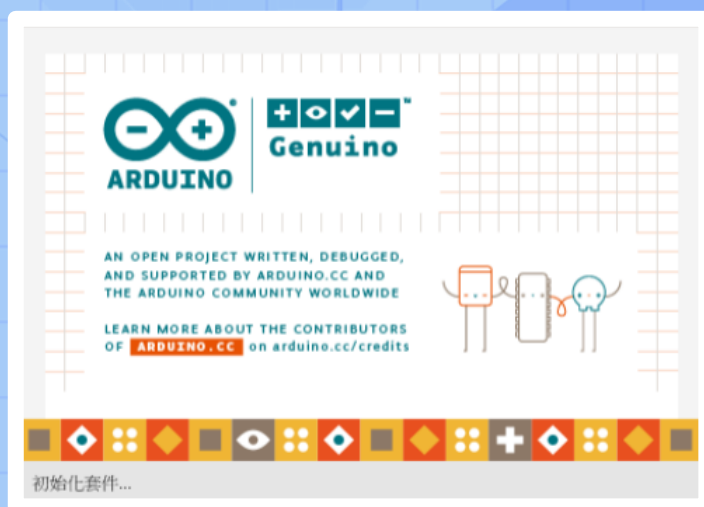 ARDUINO
Genuino™
AN OPEN PROJECT WRITTEN, DEBUGGED,
AND SUPPORTED BY ARDUINO.CC AND
THE ARDUINO COMMUNITY WORLDWIDE
LEARN MORE ABOUT THE CONTRIBUTORS
OF ARDUINO.CC on arduino.cc/credits
初始化套件...